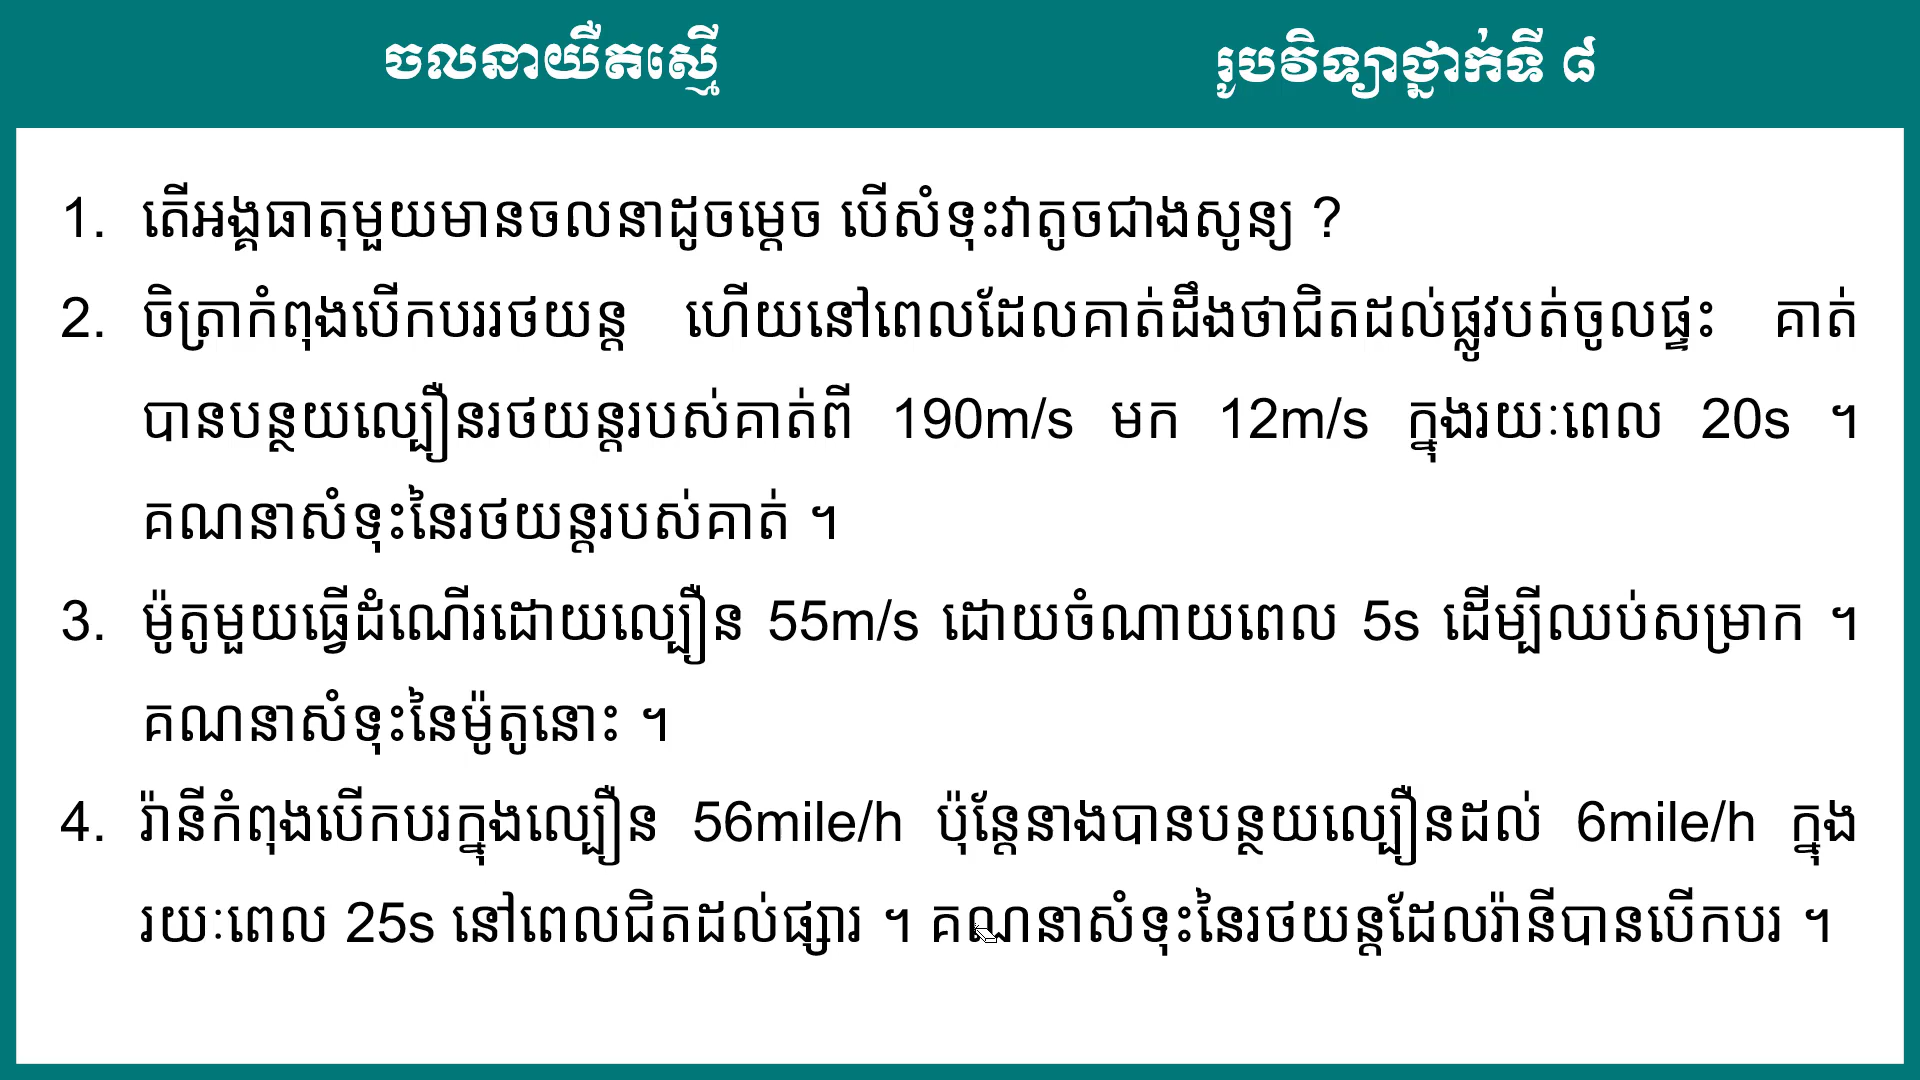 ចលនាយឺតស្មើ
រូបវិទ្យាថ្នាក់ទី ៨
1. តើអង្គធាតុមួយមានចលនាដូចម្ដេច បើសំទុះវាតូចជាងសូន្យ ?
2. ចិត្រាកំពុងបើកបររថយន្ត ហើយនៅពេលដែលគាត់ដឹងថាជិតដល់ផ្លូវបត់ចូលផ្ទះ គាត់
បានបន្ថយល្បឿនរថយន្តរបស់គាត់ពី 190m/s មក 12m/s ក្នុងរយៈពេល 20s ។
គណនាសំទុះនៃរថយន្តរបស់គាត់ ។
3. ម៉ូតូមួយធ្វើដំណើរដោយល្បឿន 55m/s ដោយចំណាយពេល 5s ដើម្បីឈប់សម្រាក ។
គណនាសំទុះនៃម៉ូតូនោះ ។
4. រ៉ានីកំពុងបើកបរក្នុងល្បឿន 56mile/h ប៉ុន្តែនាងបានបន្ថយល្បឿនដល់ 6mile/h ក្នុង
រយៈពេល 25s នៅពេលជិតដល់ផ្សារ ។ គណនាសំទុះនៃរថយន្តដែលរ៉ានីបានបើកបរ ។